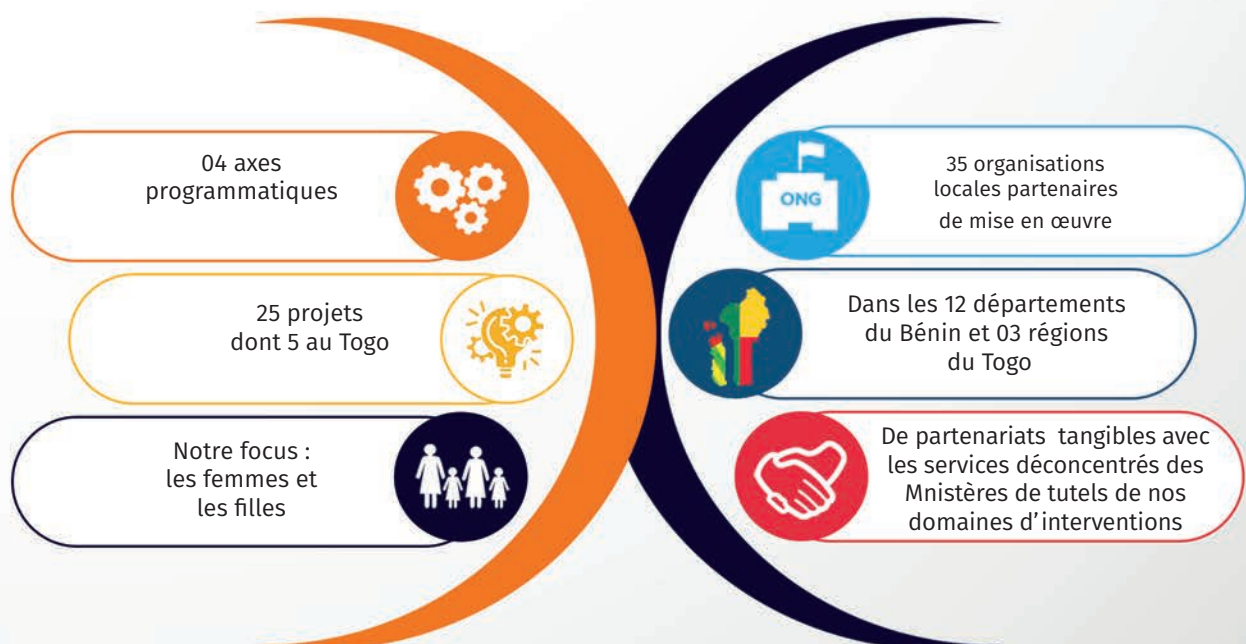 04 axes
programmatiques
25 projets
dont 5 au Togo
Notre focus :
les femmes et
les filles
ONG
35 organisations
locales partenaires
de mise en œuvre
Dans les 12 départements
du Bénin et 03 régions
du Togo
De partenariats tangibles avec
les services déconcentrés des
Mnistères de tutels de nos
domaines d'interventions